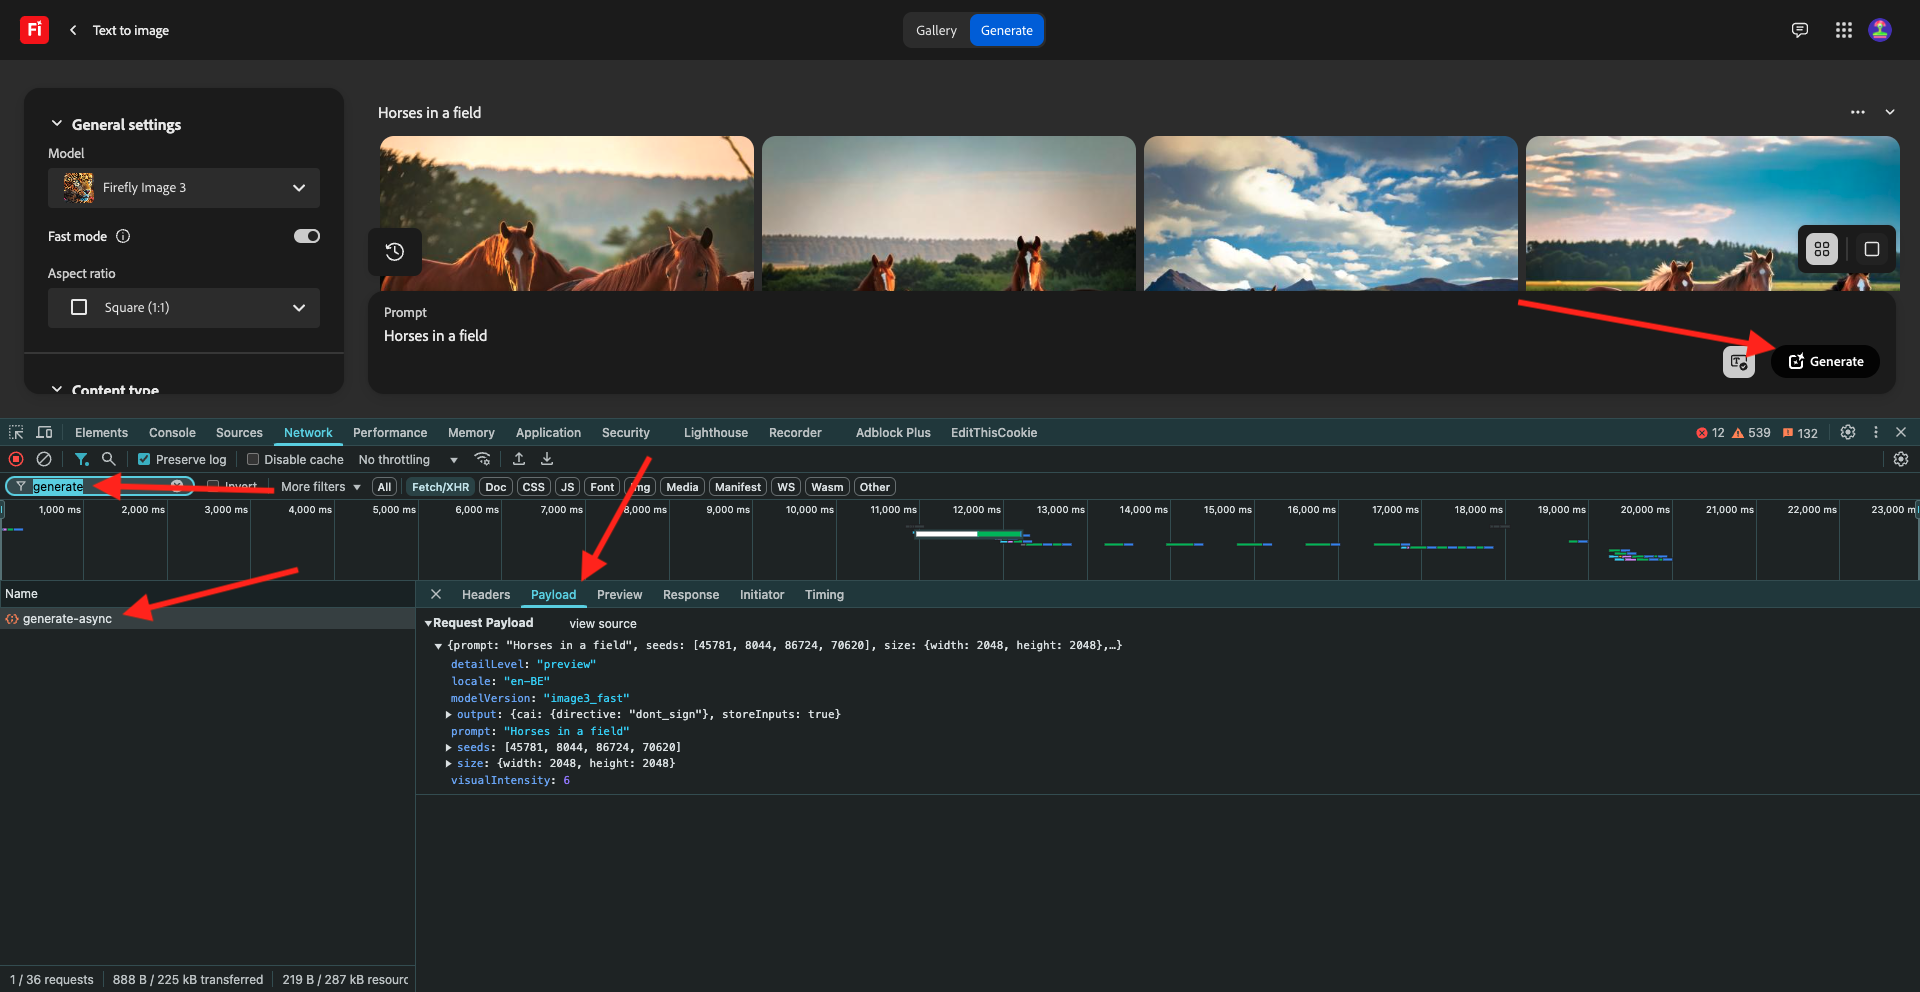 Fi
Text to image
Gallery
Generate
General settings
Model
Firefly Image 3
Fast mode
Aspect ratio
Square (1:1)
Content type
Horses in a field
Prompt
Horses in a field
Generate
Elements Console Sources Network Performance Memory Application Security Lighthouse Recorder Adblock Plus EditThisCookie
12 539 132
Preserve log Disable cache No throttling
generate Invert More filters All Fetch/XHR Doc CSS JS Font Img Media Manifest WS Wasm Other
1,000 ms 2,000 ms 3,000 ms 4,000 ms 5,000 ms 6,000 ms 7,000 ms 8,000 ms 9,000 ms 10,000 ms 11,000 ms 12,000 ms 13,000 ms 14,000 ms 15,000 ms 16,000 ms 17,000 ms 18,000 ms 19,000 ms 20,000 ms 21,000 ms 22,000 ms 23,000 m
Name
generate-async
Headers Payload Preview Response Initiator Timing
Request Payload view source
{prompt: "Horses in a field", seeds: [45781, 8044, 86724, 70620], size: {width: 2048, height: 2048},…}
detailLevel: "preview"
locale: "en-BE"
modelVersion: "image3_fast"
output: {cai: {directive: "dont_sign"}, storeInputs: true}
prompt: "Horses in a field"
seeds: [45781, 8044, 86724, 70620]
size: {width: 2048, height: 2048}
visualIntensity: 6
1 / 36 requests 888 B / 225 kB transferred 219 B / 287 kB resourc